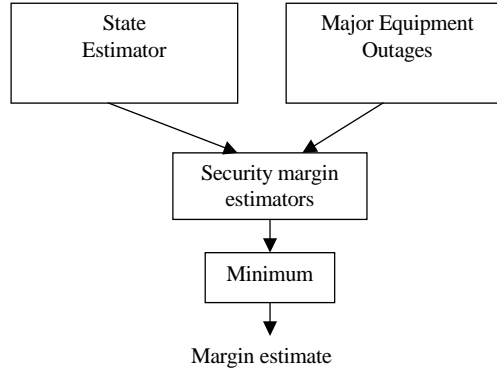 State
Estimator
Major Equipment
Outages
Security margin
estimators
Minimum
Margin estimate